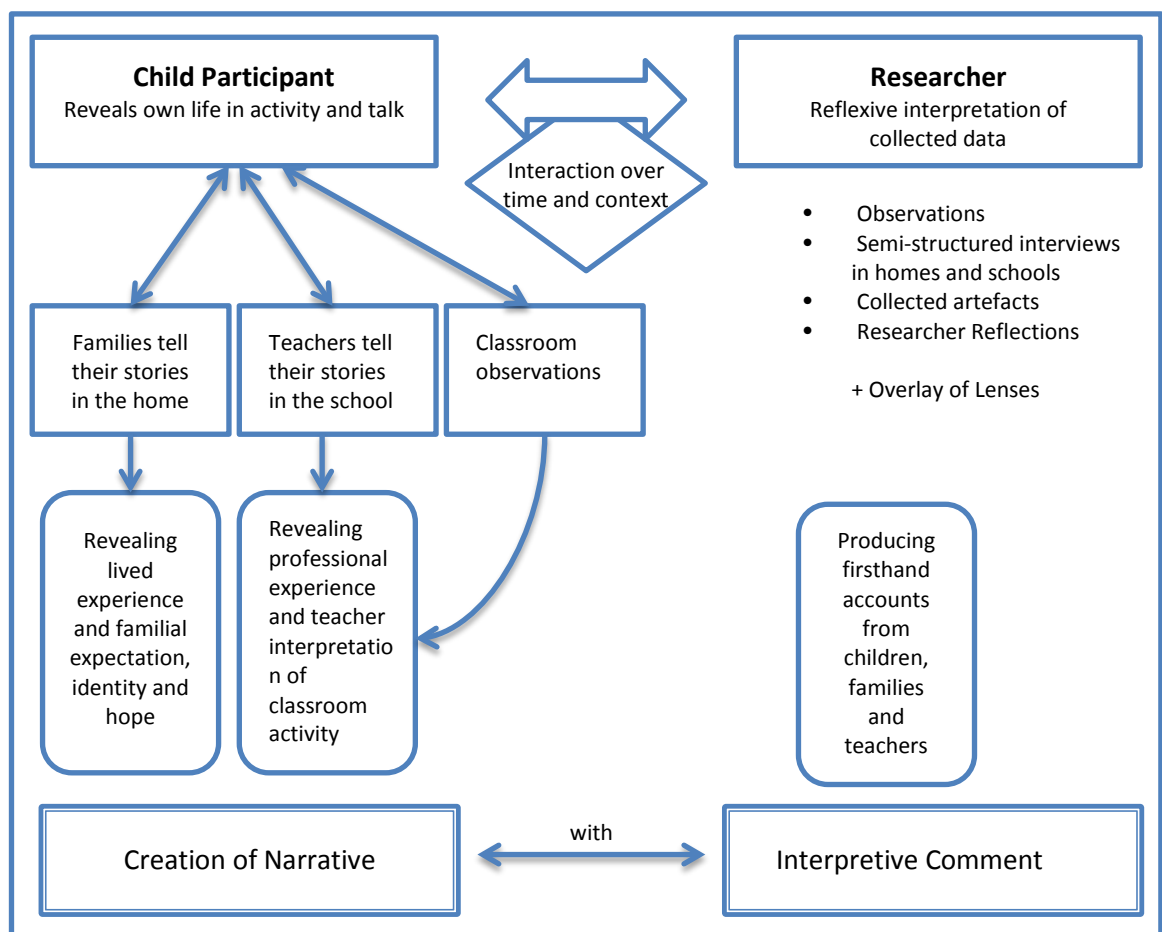 Child Participant
Reveals own life in activity and talk
Interaction over
time and context
Researcher
Reflexive interpretation of
collected data
• Observations
• Semi-structured interviews
in homes and schools
• Collected artefacts
• Researcher Reflections
+ Overlay of Lenses
Families tell
their stories
in the home
Teachers tell
their stories
in the school
Classroom
observations
Revealing
lived
experience
and familial
expectation,
identity and
hope
Revealing
professional
experience
and teacher
interpretatio
n of
classroom
activity
Producing
firsthand
accounts
from
children,
families
and
teachers
Creation of Narrative
with
Interpretive Comment